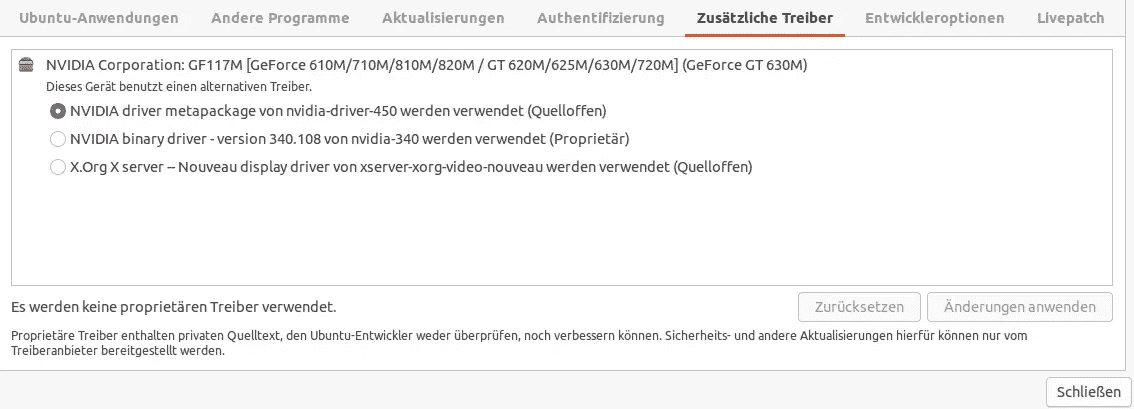 Ubuntu-Anwendungen Andere Programme Aktualisierungen Authentifizierung Zusätzliche Treiber Entwickleroptionen Livepatch
NVIDIA Corporation: GF117M [GeForce 610M/710M/810M/820M / GT 620M/625M/630M/720M] (GeForce GT 630M)
Dieses Gerät benutzt einen alternativen Treiber.
NVIDIA driver metapackage von nvidia-driver-450 werden verwendet (Quelloffen)
NVIDIA binary driver - version 340.108 von nvidia-340 werden verwendet (Proprietär)
X.Org X server -- Nouveau display driver von xserver-xorg-video-nouveau werden verwendet (Quelloffen)
Es werden keine proprietären Treiber verwendet. Zurücksetzen Änderungen anwenden
Proprietäre Treiber enthalten privaten Quelltext, den Ubuntu-Entwickler weder überprüfen, noch verbessern können. Sicherheits- und andere Aktualisierungen hierfür können nur vom
Treiberanbieter bereitgestellt werden.
Schließen